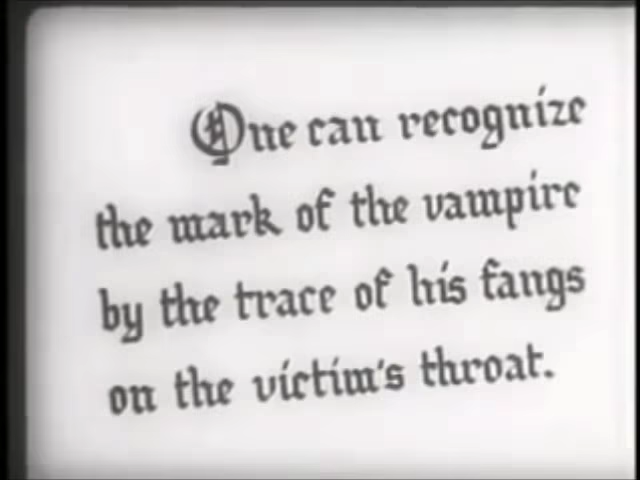 One can recognize
the mark of the vampire
by the trace of his fangs
on the victim's throat.